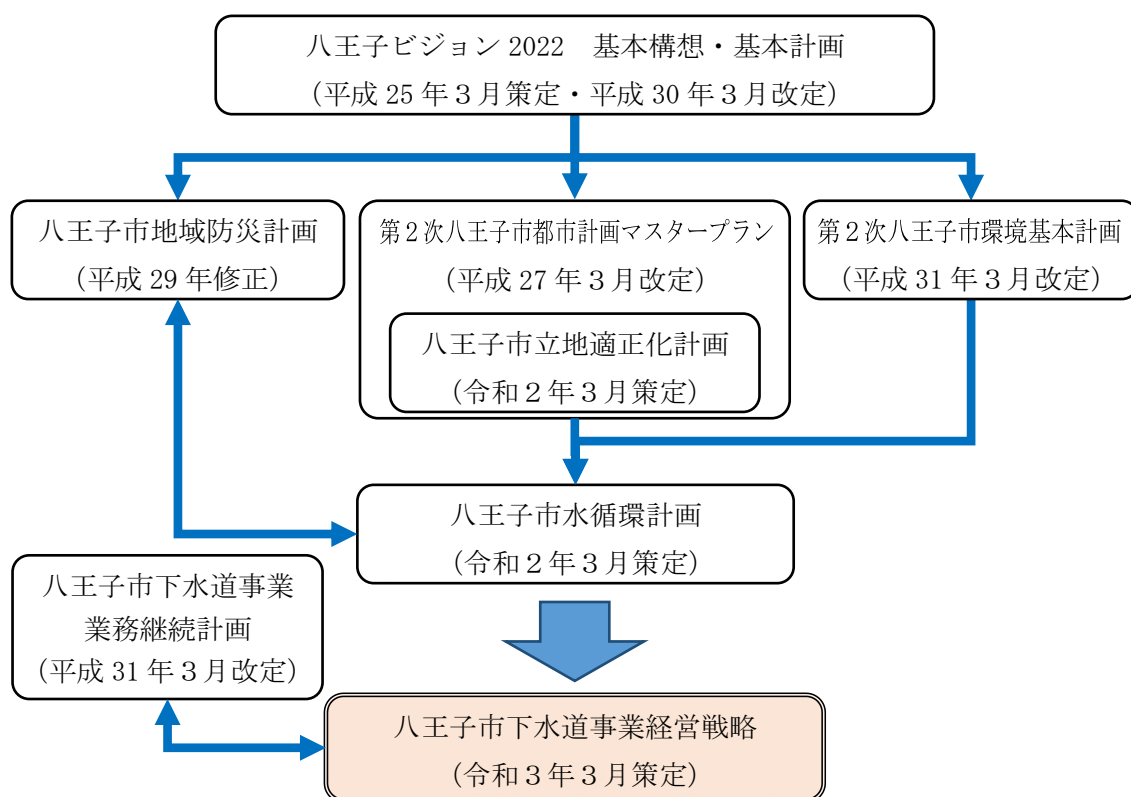 八王子ビジョン 2022　基本構想・基本計画
（平成 25 年３月策定・平成 30 年３月改定）
八王子市地域防災計画
（平成 29 年修正）
第２次八王子市都市計画マスタープラン
（平成 27 年３月改定）
八王子市立地適正化計画
（令和２年３月策定）
第２次八王子市環境基本計画
（平成 31 年３月改定）
八王子市水循環計画
（令和２年３月策定）
八王子市下水道事業
業務継続計画
（平成 31 年３月改定）
八王子市下水道事業経営戦略
（令和３年３月策定）